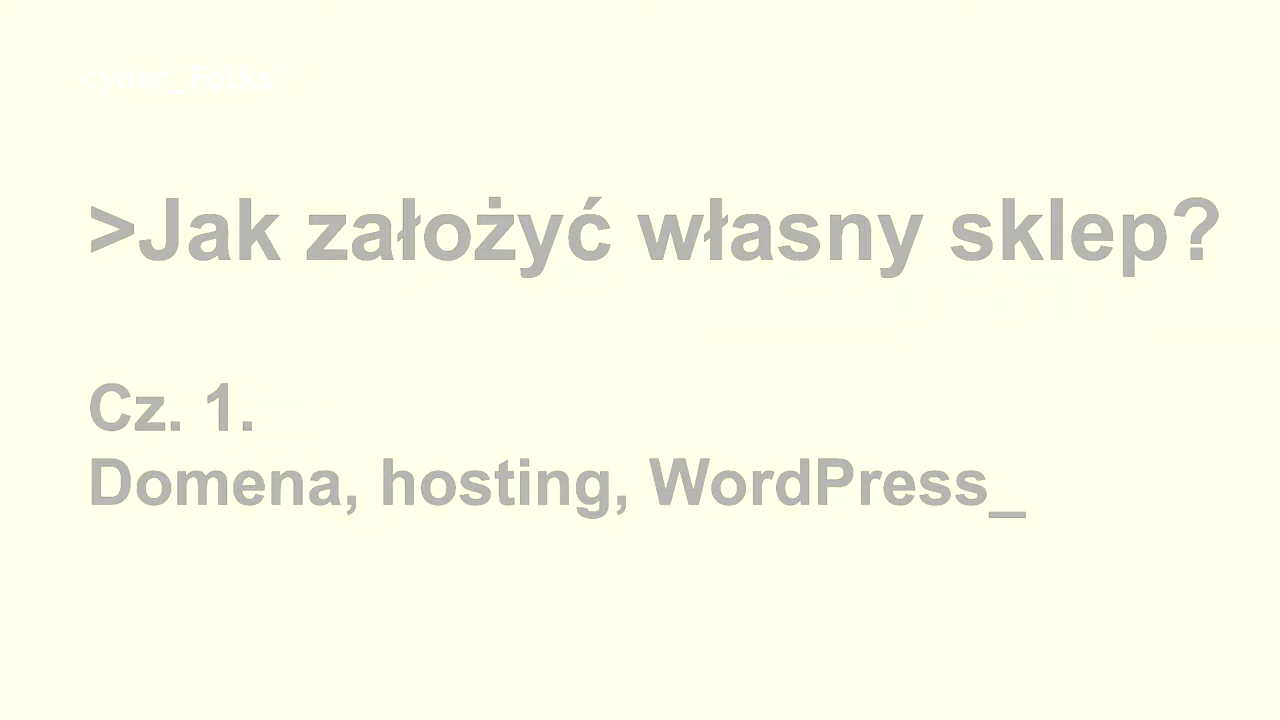 cyber_Folks
>Jak założyć własny sklep?
Cz. 1.
Domena, hosting, WordPress_